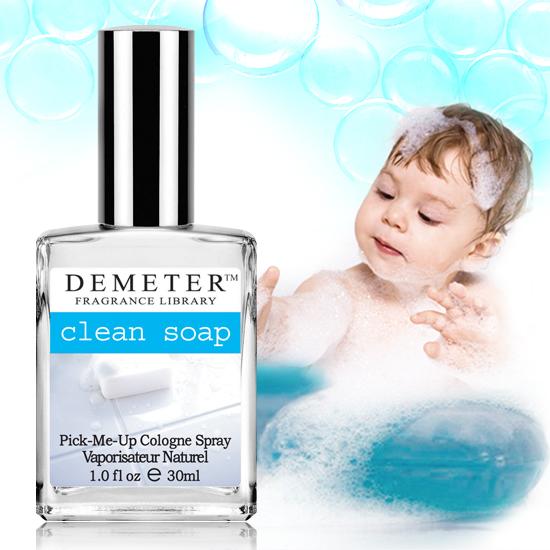 DEMETER™
FRAGRANCE LIBRARY
clean soap
Pick-Me-Up Cologne Spray
Vaporisateur Naturel
1.0 fl oz ℮ 30ml